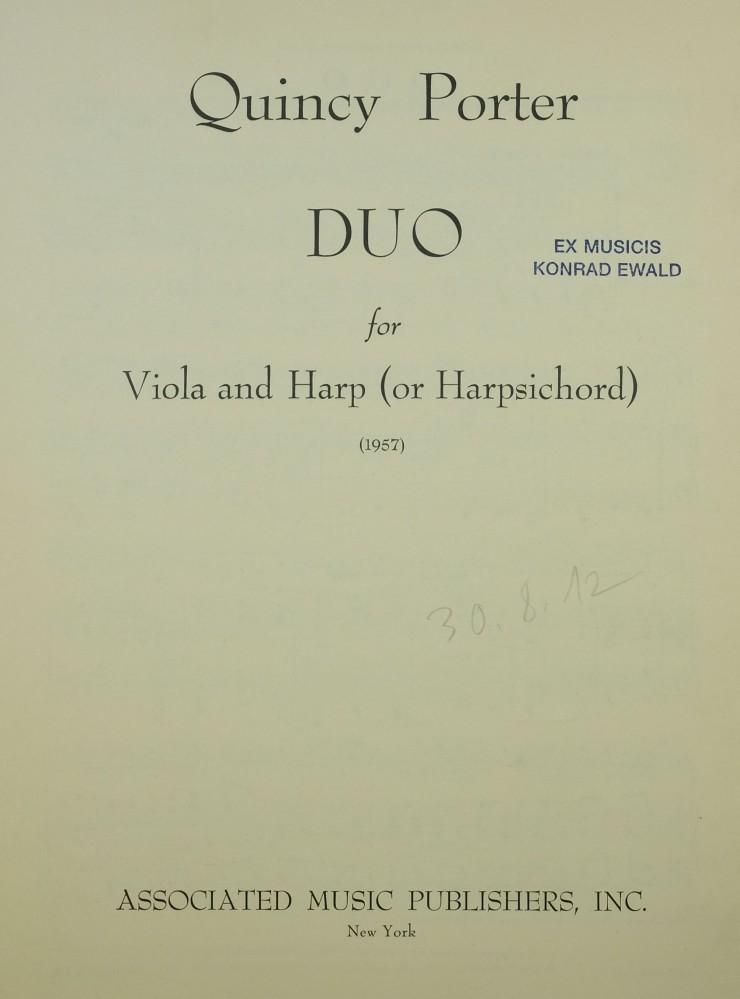 Quincy Porter
DUO
EX MUSICIS
KONRAD EWALD
for
Viola and Harp (or Harpsichord)
(1957)
30.8.12
ASSOCIATED MUSIC PUBLISHERS, INC.
New York